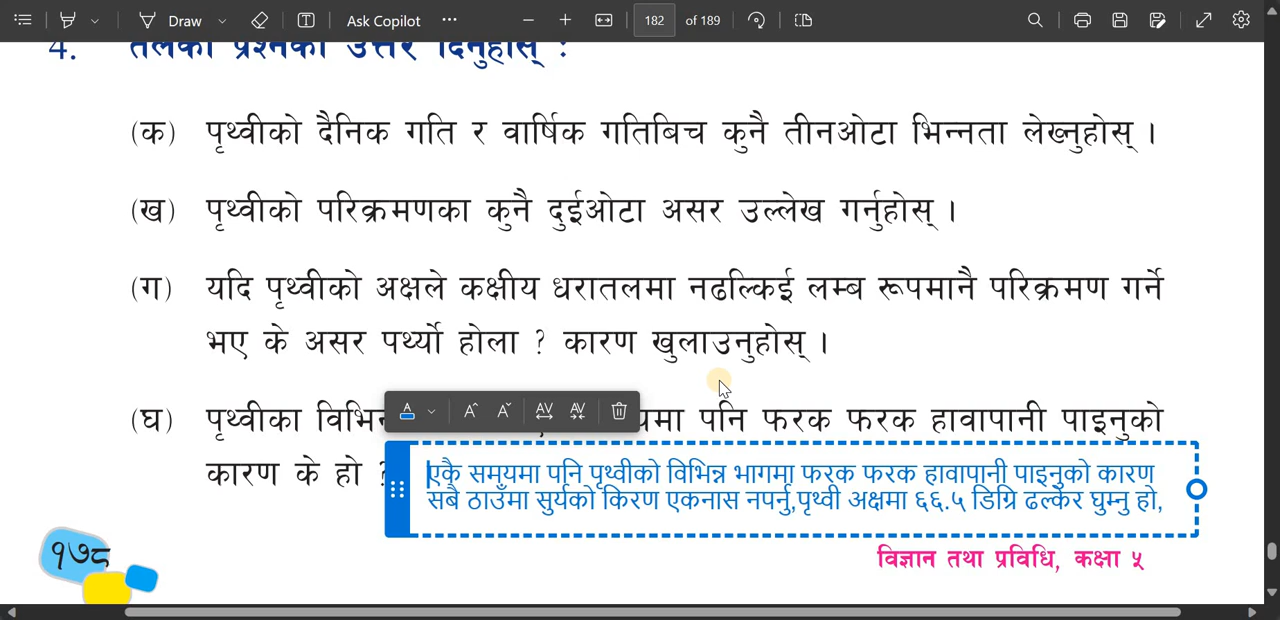 Draw
Ask Copilot
182 of 189
4. तलका प्रश्नको उत्तर दिनुहोस् :
(क) पृथ्वीको दैनिक गति र वार्षिक गतिबिच कुनै तीनओटा भिन्नता लेख्नुहोस् ।
(ख) पृथ्वीको परिक्रमणका कुनै दुईओटा असर उल्लेख गर्नुहोस् ।
(ग) यदि पृथ्वीको अक्षले कक्षीय धरातलमा नढल्किई लम्ब रूपमानै परिक्रमण गर्ने
भए के असर पर्थ्यो होला ? कारण खुलाउनुहोस् ।
(घ) पृथ्वीका विभि यमा पनि फरक फरक हावापानी पाइनुको
कारण के हो ?
एकै समयमा पनि पृथ्वीको विभिन्न भागमा फरक फरक हावापानी पाइनुको कारण
सबै ठाउँमा सुर्यको किरण एकनास नपर्नु,पृथ्वी अक्षमा ६६.५ डिग्रि ढल्केर घुम्नु हो,
१७८
विज्ञान तथा प्रविधि, कक्षा ५